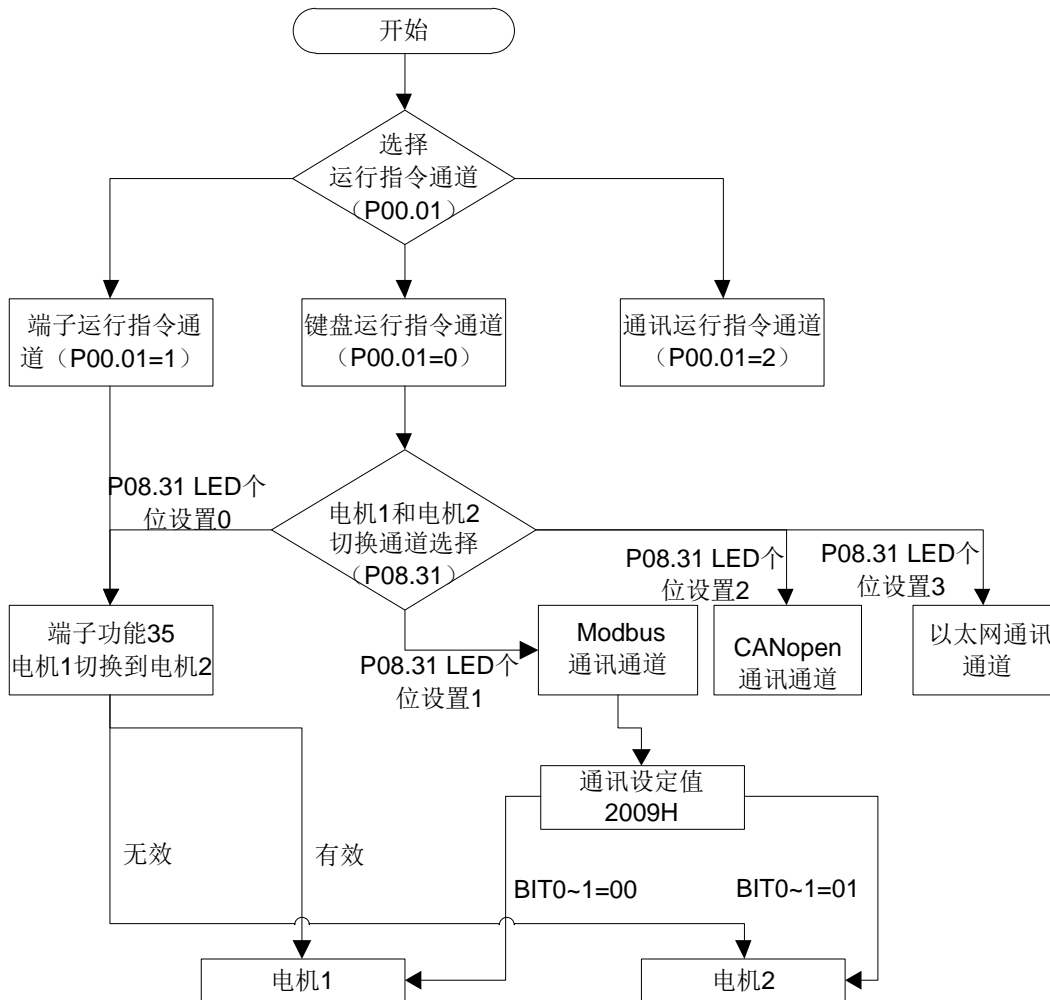 开始
选择
运行指令通道
（P00.01）
端子运行指令通
道（P00.01=1）
键盘运行指令通道
（P00.01=0）
通讯运行指令通道
（P00.01=2）
P08.31 LED个
位设置0
电机1和电机2
切换通道选择
（P08.31）
P08.31 LED个
位设置2
P08.31 LED个
位设置3
端子功能35
电机1切换到电机2
P08.31 LED个
位设置1
Modbus
通讯通道
CANopen
通讯通道
以太网通讯
通道
通讯设定值
2009H
无效
有效
BIT0~1=00
BIT0~1=01
电机1
电机2